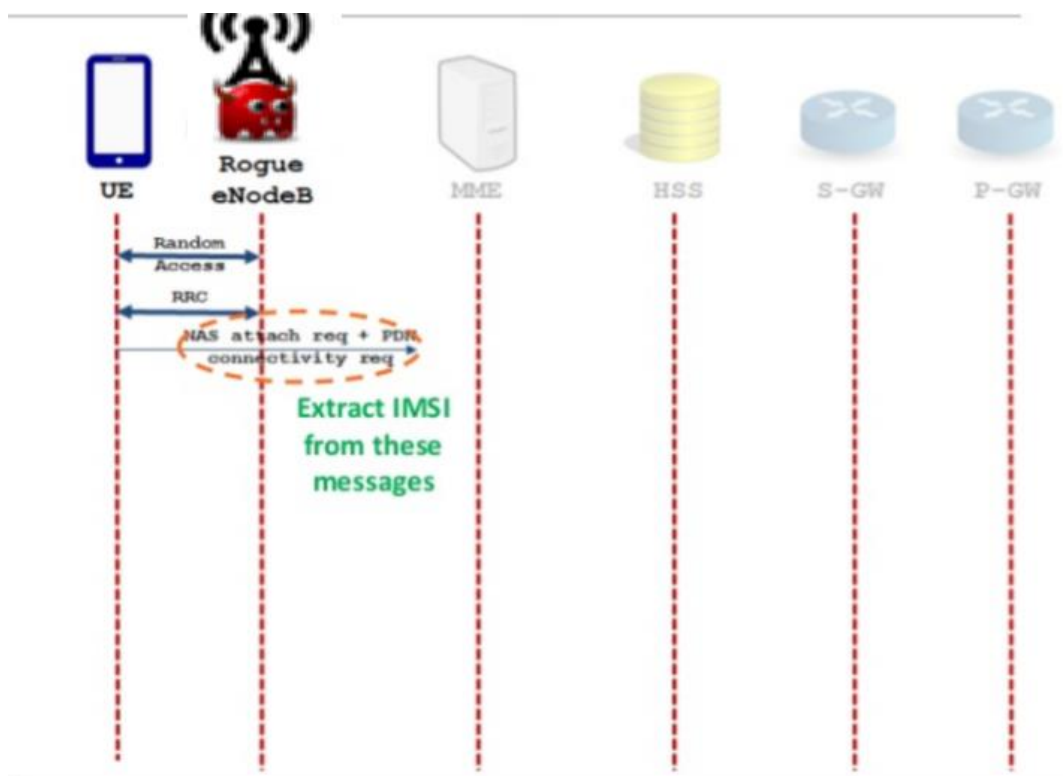 UE
Rogue
eNodeB
MME
HSS
S-GW
P-GW
Random
Access
RRC
NAS attach req + PDN
connectivity req
Extract IMSI
from these
messages